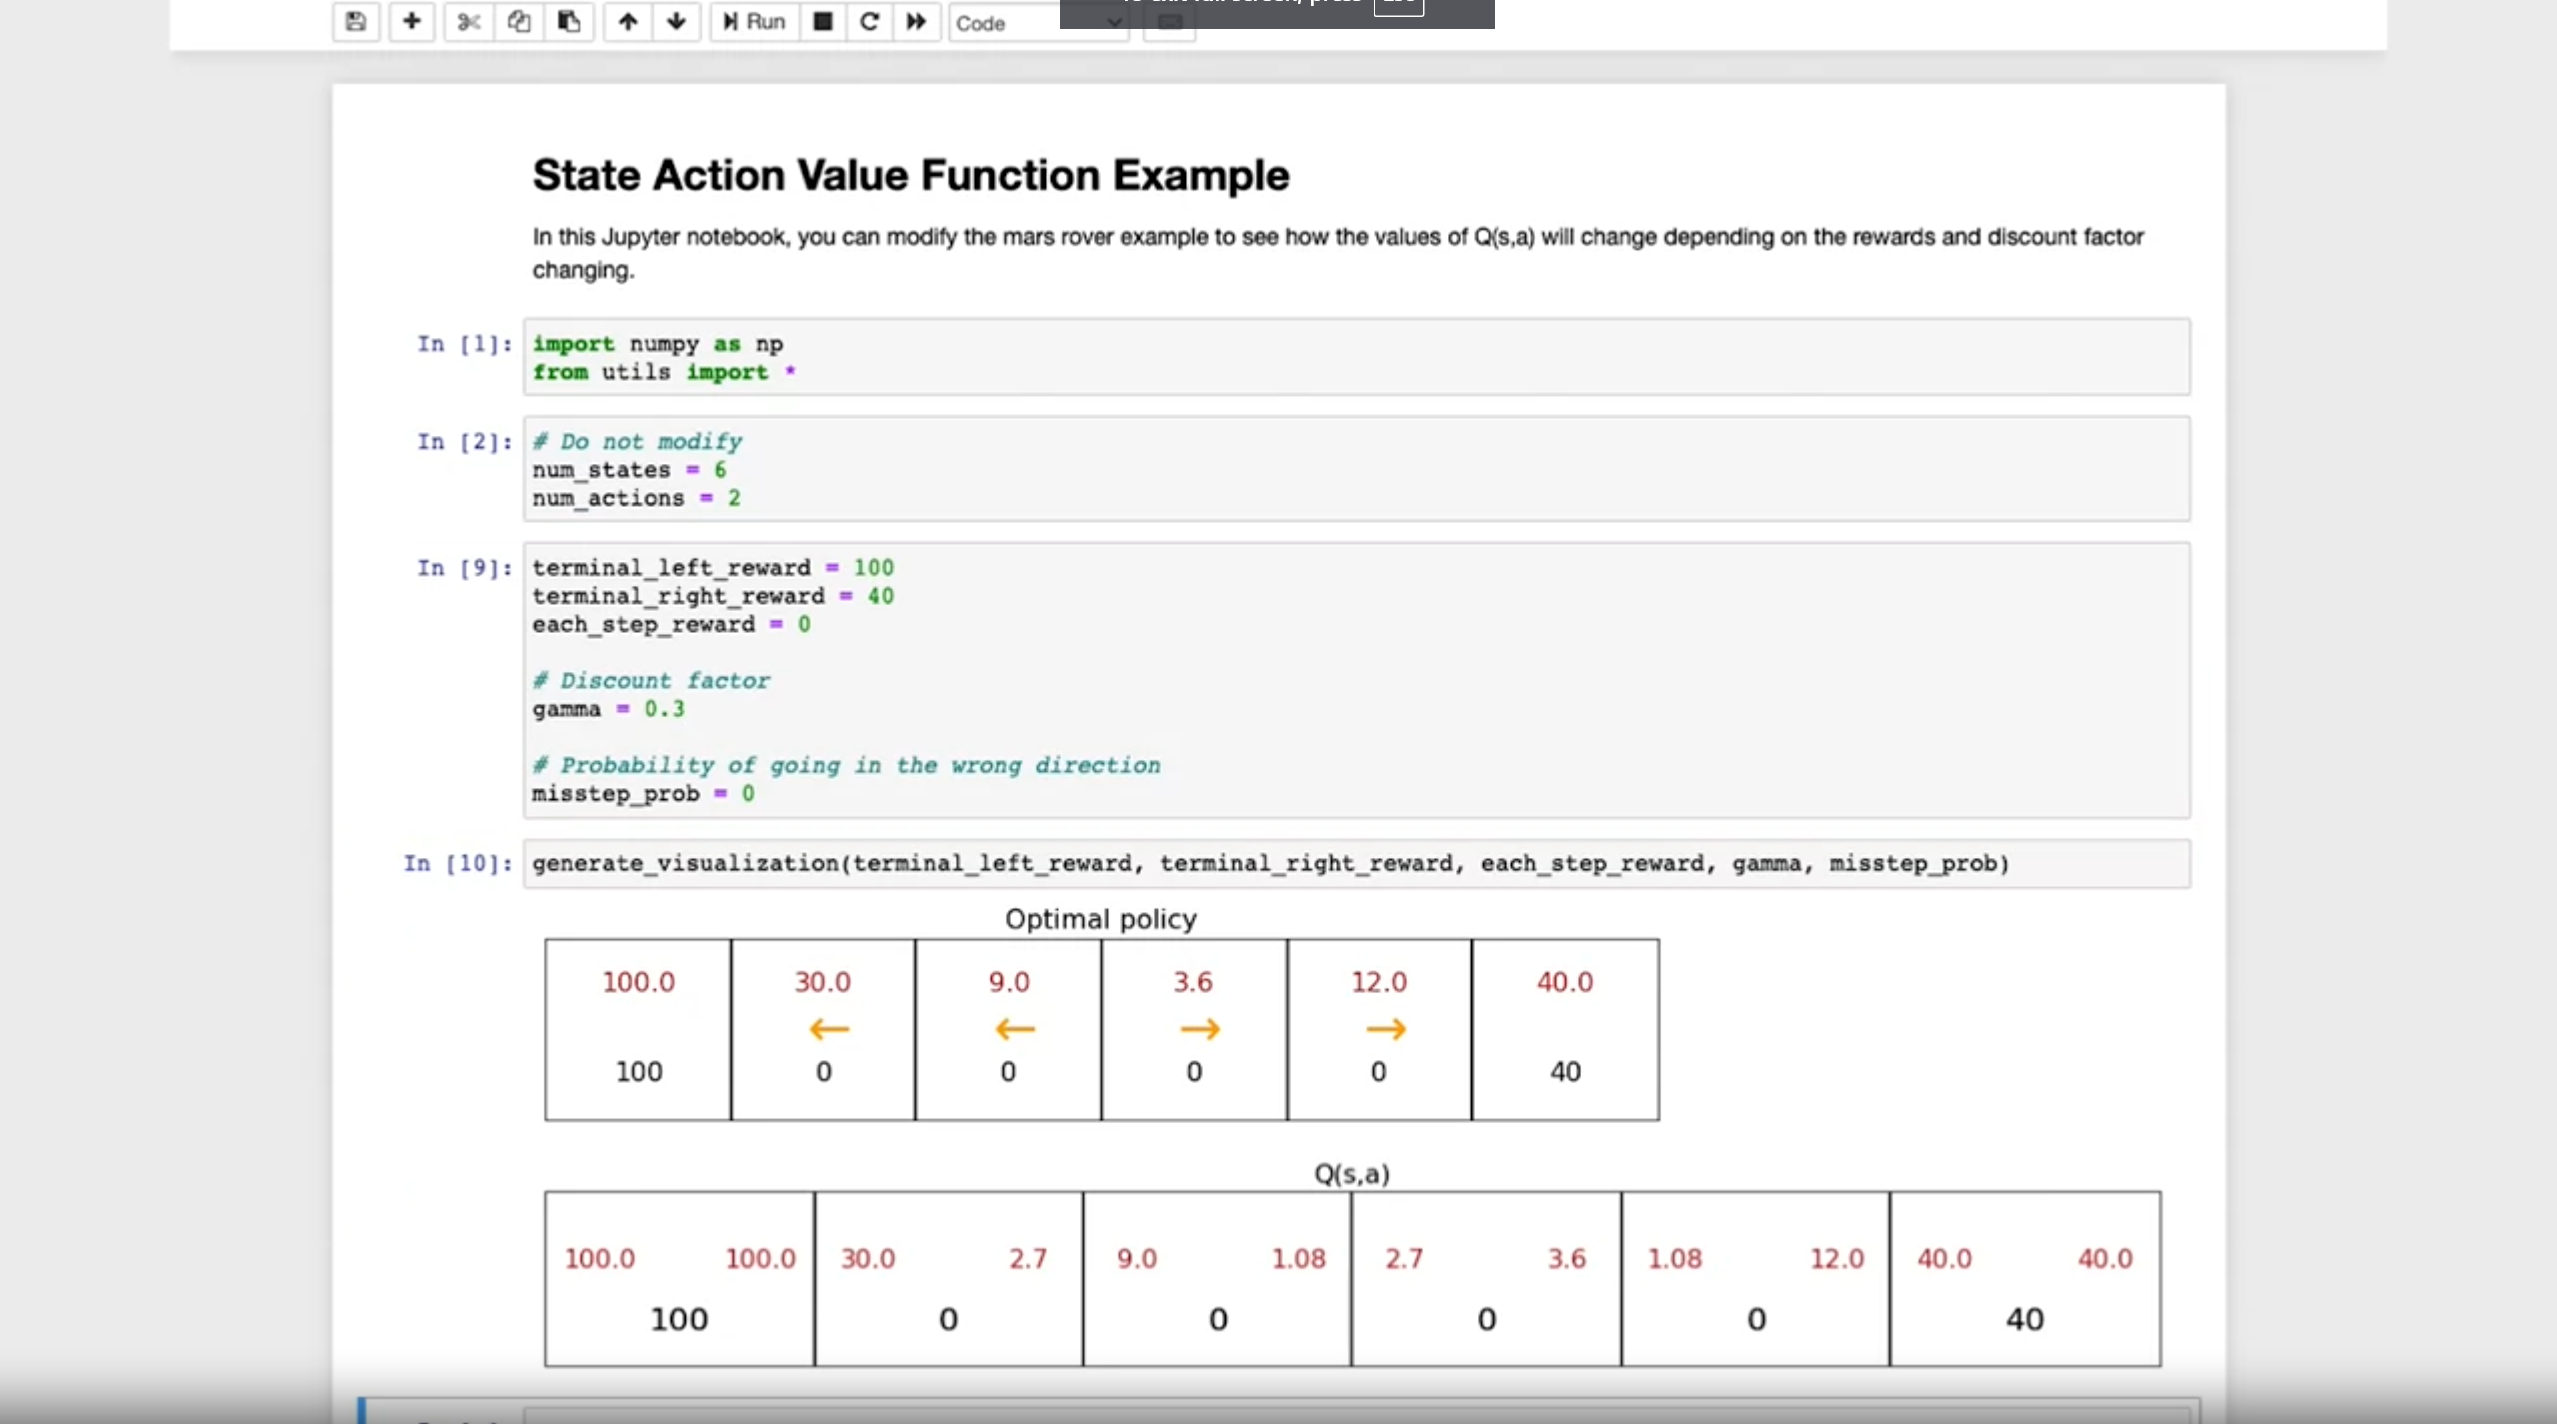 Run Code
State Action Value Function Example
In this Jupyter notebook, you can modify the mars rover example to see how the values of Q(s,a) will change depending on the rewards and discount factor
changing.
In [1]: import numpy as np
from utils import *
In [2]: # Do not modify
num_states = 6
num_actions = 2
In [9]: terminal_left_reward = 100
terminal_right_reward = 40
each_step_reward = 0
# Discount factor
gamma = 0.3
# Probability of going in the wrong direction
misstep_prob = 0
In [10]: generate_visualization(terminal_left_reward, terminal_right_reward, each_step_reward, gamma, misstep_prob)
Optimal policy
100.0 30.0 9.0 3.6 12.0 40.0
← ← → →
100 0 0 0 0 40
Q(s,a)
100.0 100.0 30.0 2.7 9.0 1.08 2.7 3.6 1.08 12.0 40.0 40.0
100 0 0 0 0 40